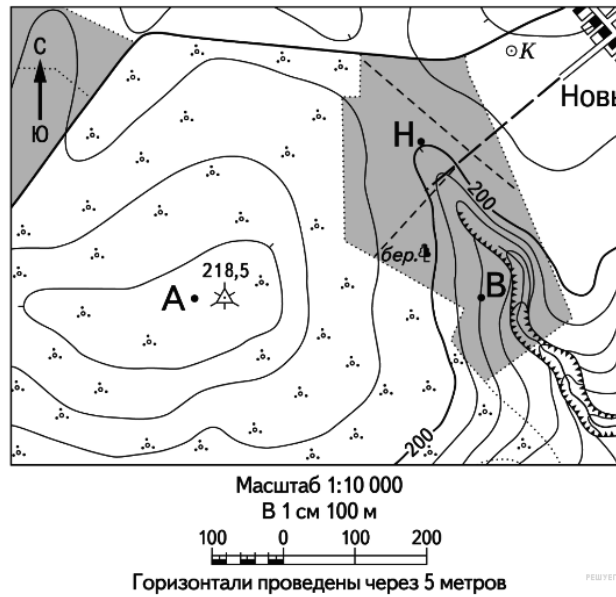 С
Ю
К
Новы
Н
200
бер.
218,5
А
В
200
Масштаб 1:10 000
В 1 см 100 м
100 0 100 200
Горизонтали проведены через 5 метров